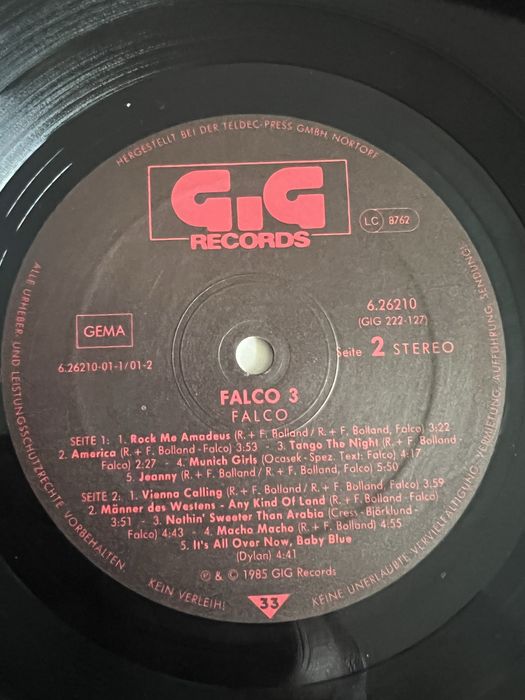 HERGESTELLT BEI DER TELDEC-PRESS GMBH, NORTORF
GIG
RECORDS
LC 8762
GEMA
6.26210-01-1/01-2
6.26210
(GIG 222-127)
Seite 2 STEREO
FALCO 3
FALCO
SEITE 1: 1. Rock Me Amadeus (R. + F. Bolland / R. + F. Bolland, Falco) 3:22
2. America (R. + F. Bolland-Falco) 3:53 - 3. Tango The Night (R. + F. Bolland-
Falco) 2:27 - 4. Munich Girls (Ocasek - Spez. Text: Falco) 4:17
5. Jeanny (R. + F. Bolland / R. + F. Bolland, Falco) 5:50
SEITE 2: 1. Vienna Calling (R. + F. Bolland / R. + F. Bolland, Falco) 3:59
2. Männer des Westens - Any Kind Of Land (R. + F. Bolland-Falco)
3:51 - 3. Nothin' Sweeter Than Arabia (Cress - Björklund-
Falco) 4:43 - 4. Macho Macho (R. + F. Bolland) 4:55
5. It's All Over Now, Baby Blue
(Dylan) 4:41
℗ & © 1985 GIG Records
33
ALLE URHEBER- UND LEISTUNGSSCHUTZRECHTE VORBEHALTEN.
KEIN VERLEIH!
KEINE UNERLAUBTE VERVIELFÄLTIGUNG, VERMIETUNG, AUFFÜHRUNG, SENDUNG!